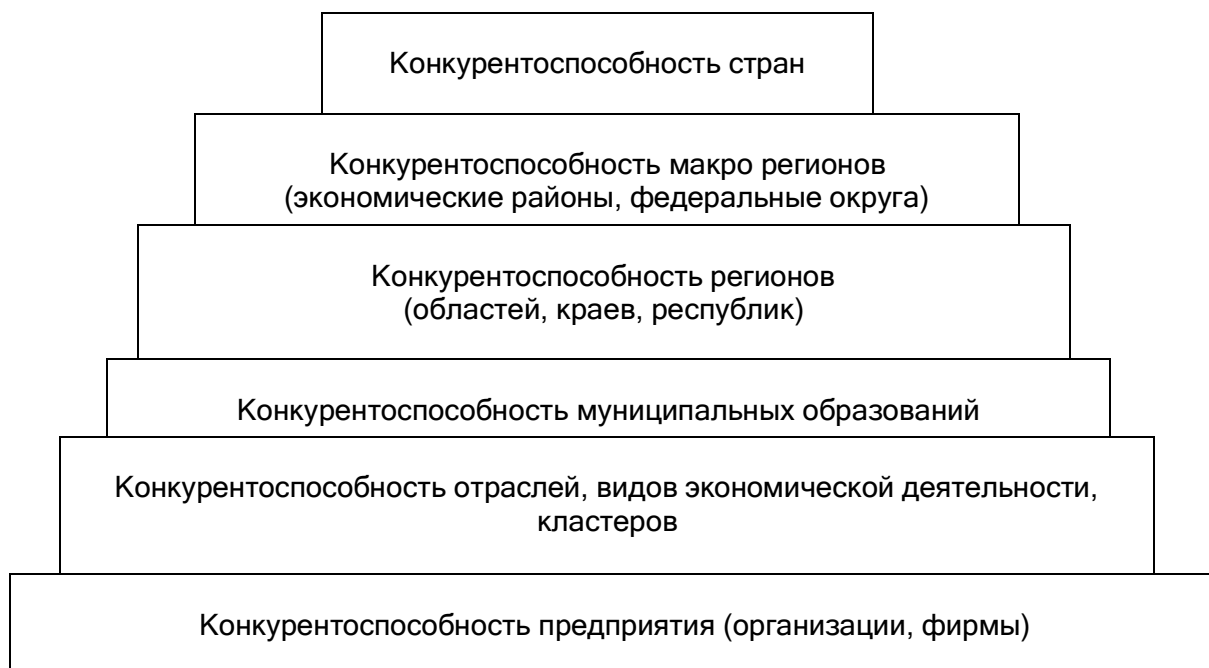 Конкурентоспособность стран
Конкурентоспособность макро регионов
(экономические районы, федеральные округа)
Конкурентоспособность регионов
(областей, краев, республик)
Конкурентоспособность муниципальных образований
Конкурентоспособность отраслей, видов экономической деятельности,
кластеров
Конкурентоспособность предприятия (организации, фирмы)